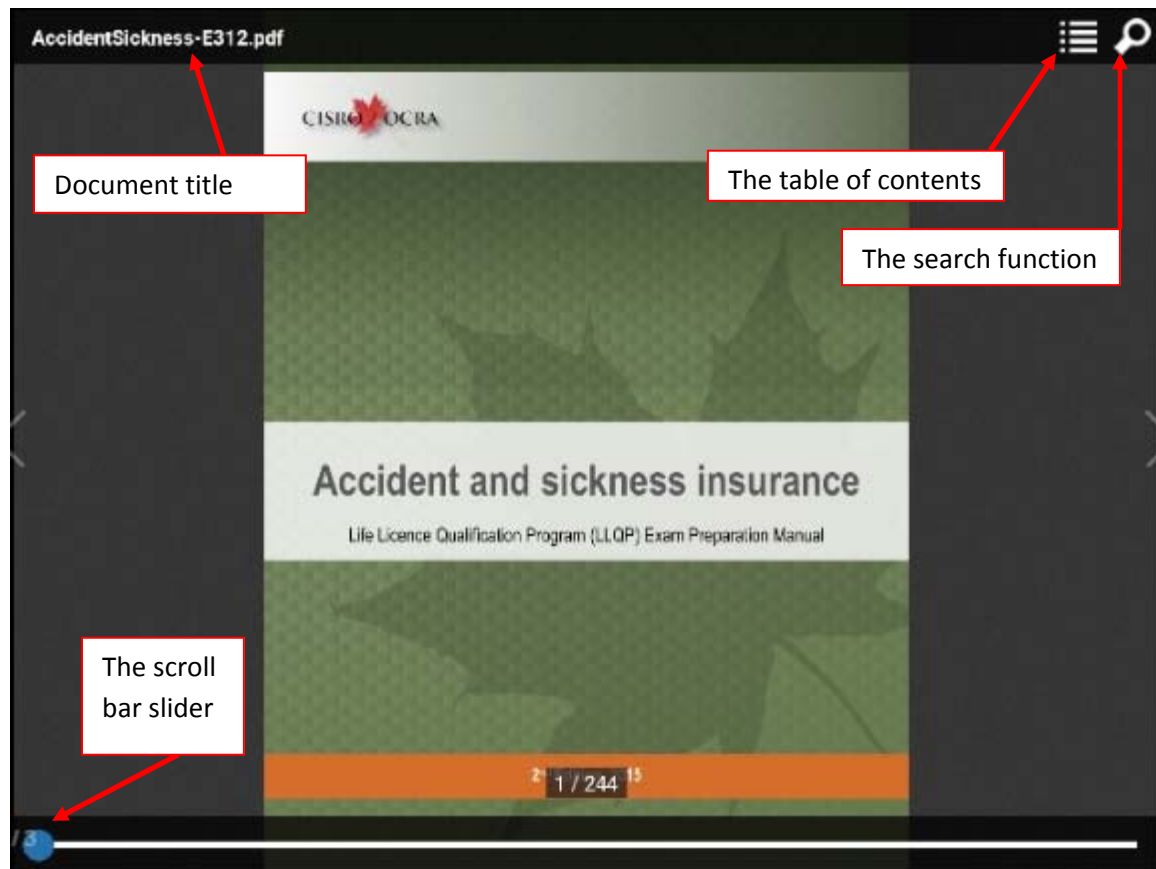 AccidentSickness-E312.pdf
CISRO OCRA
Document title
The table of contents
The search function
Accident and sickness insurance
Life Licence Qualification Program (LLQP) Exam Preparation Manual
The scroll
bar slider
1 / 244
/ 3